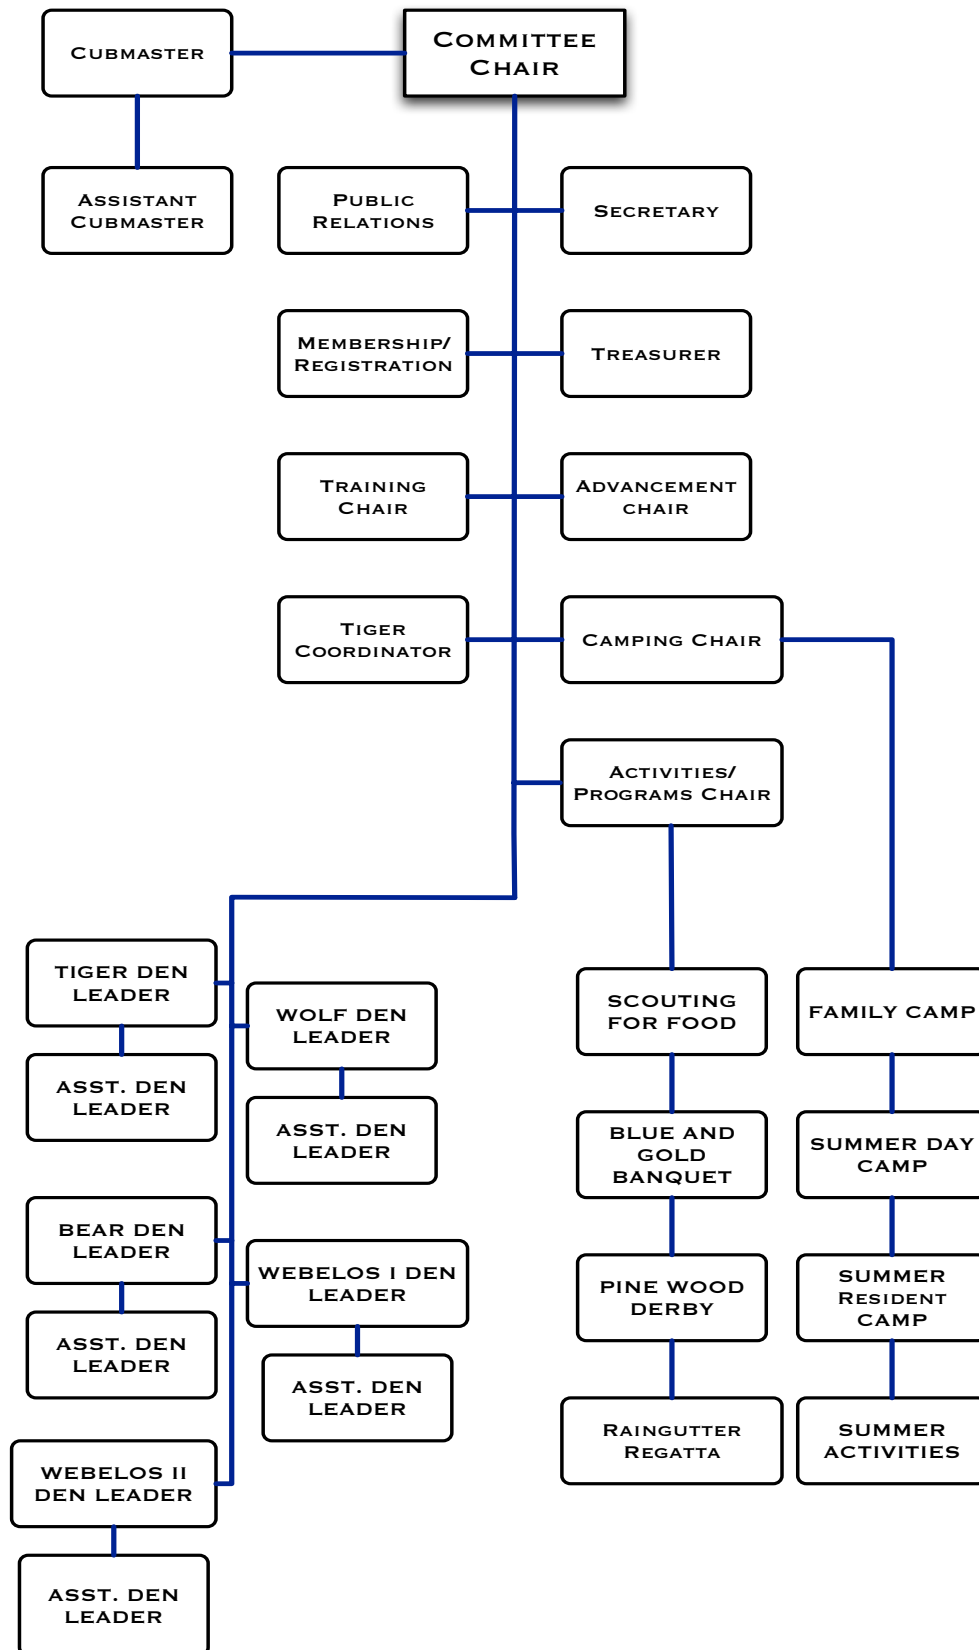 Cubmaster
Committee
Chair
Assistant
Cubmaster
Public
Relations
Secretary
Membership/
Registration
Treasurer
Training
Chair
Advancement
chair
Tiger
Coordinator
Camping Chair
Activities/
Programs Chair
TIGER DEN
LEADER
WOLF DEN
LEADER
SCOUTING
FOR FOOD
FAMILY CAMP
ASST. DEN
LEADER
ASST. DEN
LEADER
BLUE AND
GOLD
BANQUET
SUMMER DAY
CAMP
BEAR DEN
LEADER
WEBELOS I DEN
LEADER
PINE WOOD
DERBY
SUMMER
Resident
CAMP
ASST. DEN
LEADER
ASST. DEN
LEADER
Raingutter
Regatta
SUMMER
ACTIVITIES
WEBELOS II
DEN LEADER
ASST. DEN
LEADER